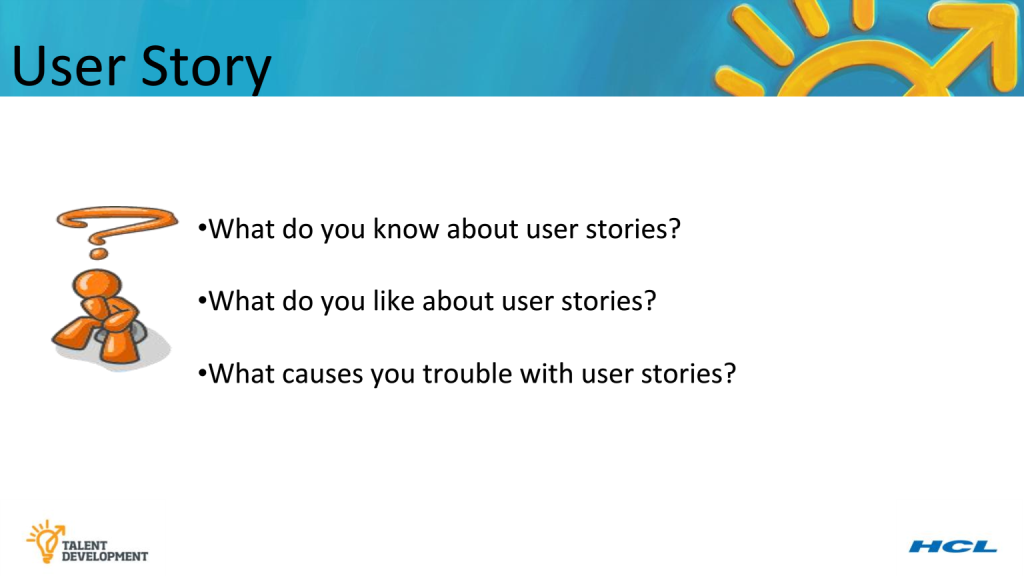 User Story
•What do you know about user stories?
•What do you like about user stories?
•What causes you trouble with user stories?
TALENT
DEVELOPMENT
HCL